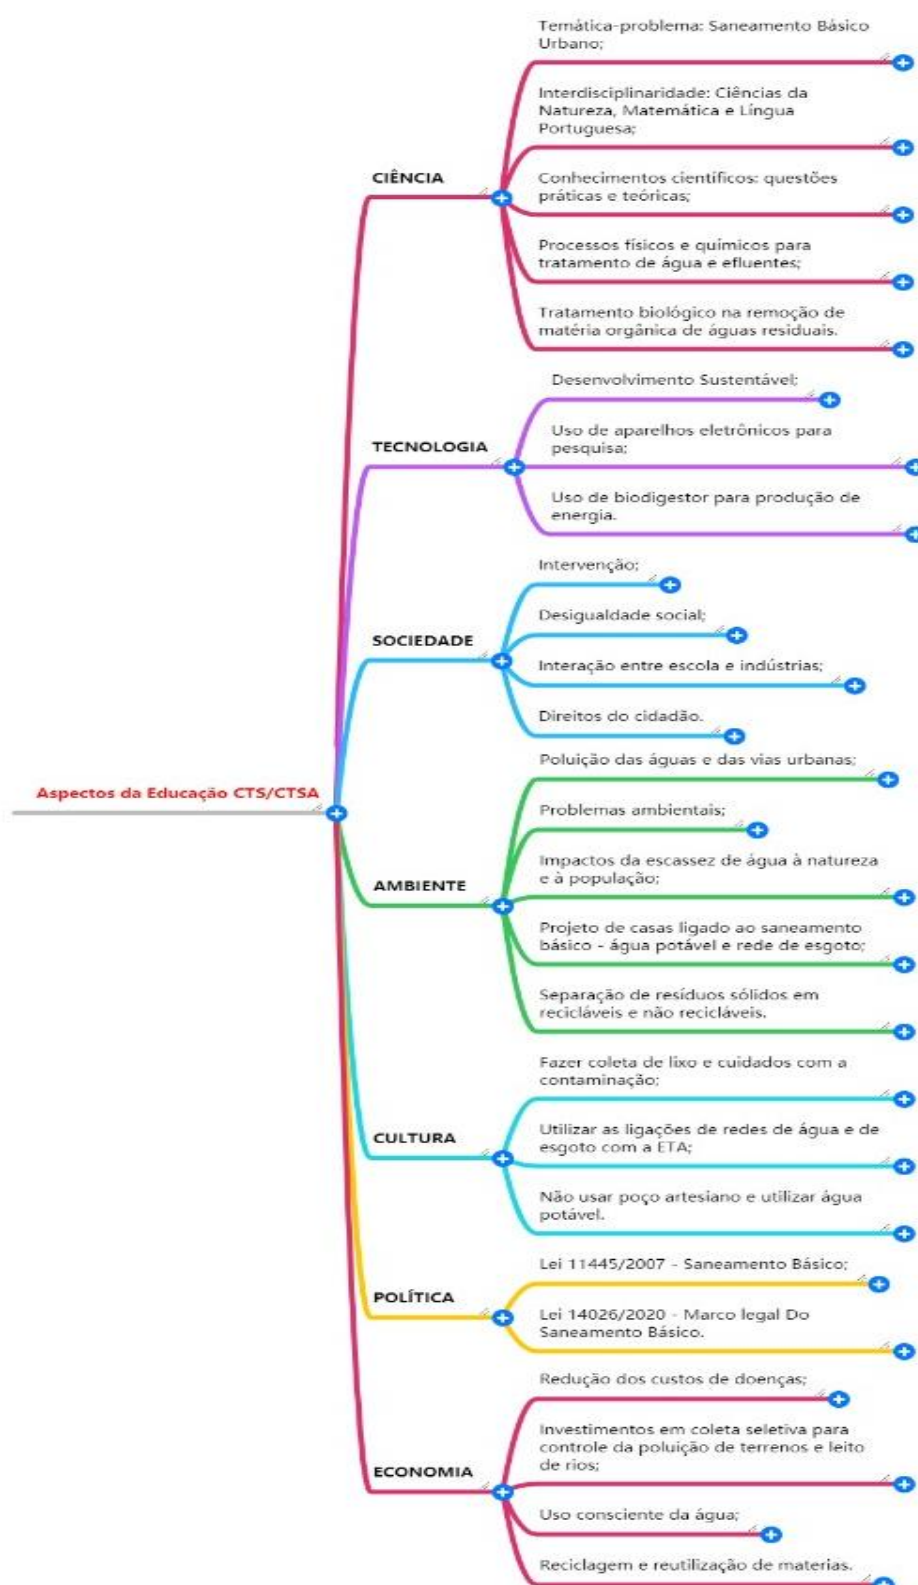 Temática-problema: Saneamento Básico
Urbano;
Interdisciplinaridade: Ciências da
Natureza, Matemática e Língua
Portuguesa;
CIÊNCIA
Conhecimentos científicos: questões
práticas e teóricas;
Processos físicos e químicos para
tratamento de água e efluentes;
Tratamento biológico na remoção de
matéria orgânica de águas residuais.
Desenvolvimento Sustentável;
TECNOLOGIA
Uso de aparelhos eletrônicos para
pesquisa;
Uso de biodigestor para produção de
energia.
Intervenção;
Desigualdade social;
SOCIEDADE
Interação entre escola e indústrias;
Direitos do cidadão.
Aspectos da Educação CTS/CTSA
Poluição das águas e das vias urbanas;
Problemas ambientais;
Impactos da escassez de água à natureza
e à população;
AMBIENTE
Projeto de casas ligado ao saneamento
básico - água potável e rede de esgoto;
Separação de resíduos sólidos em
recicláveis e não recicláveis.
Fazer coleta de lixo e cuidados com a
contaminação;
CULTURA
Utilizar as ligações de redes de água e de
esgoto com a ETA;
Não usar poço artesiano e utilizar água
potável.
Lei 11445/2007 - Saneamento Básico;
POLÍTICA
Lei 14026/2020 - Marco legal Do
Saneamento Básico.
Redução dos custos de doenças;
Investimentos em coleta seletiva para
controle da poluição de terrenos e leito
de rios;
ECONOMIA
Uso consciente da água;
Reciclagem e reutilização de materias.